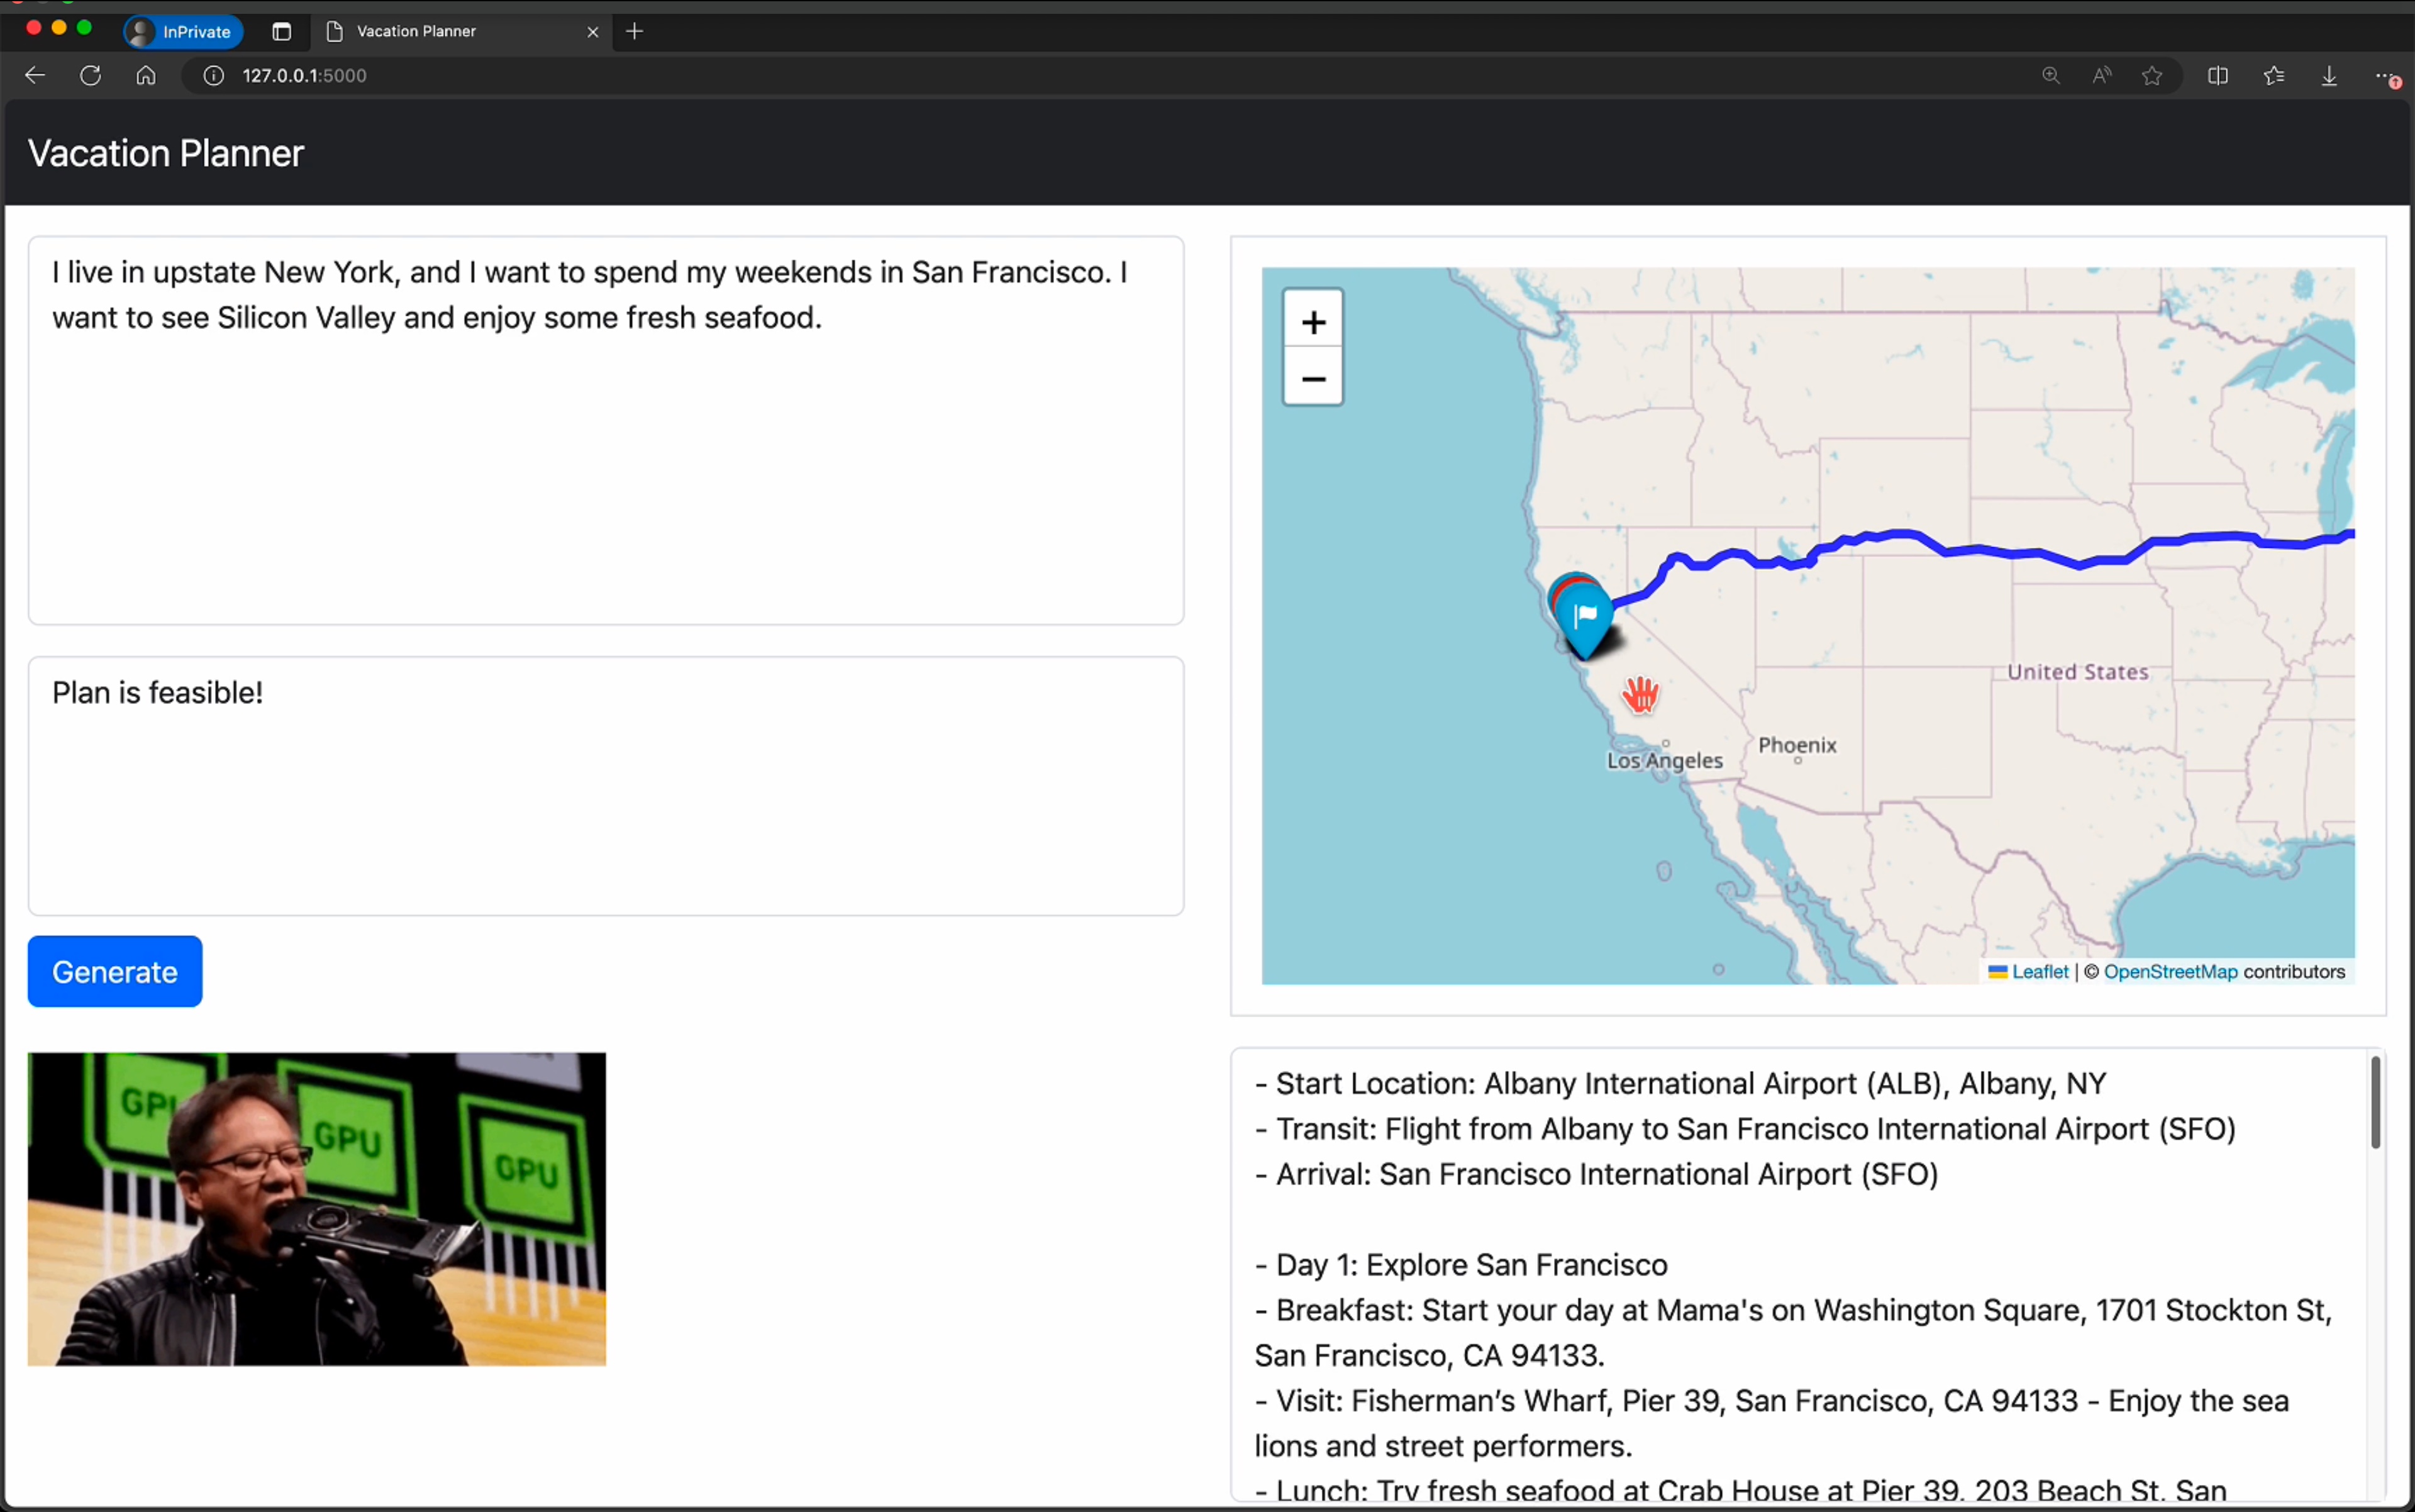 InPrivate
Vacation Planner
127.0.0.1:5000
Vacation Planner
I live in upstate New York, and I want to spend my weekends in San Francisco. I
want to see Silicon Valley and enjoy some fresh seafood.
Plan is feasible!
Generate
+
−
United States
Phoenix
Los Angeles
Leaflet | © OpenStreetMap contributors
GPU
GPU
- Start Location: Albany International Airport (ALB), Albany, NY
- Transit: Flight from Albany to San Francisco International Airport (SFO)
- Arrival: San Francisco International Airport (SFO)
- Day 1: Explore San Francisco
- Breakfast: Start your day at Mama's on Washington Square, 1701 Stockton St,
San Francisco, CA 94133.
- Visit: Fisherman’s Wharf, Pier 39, San Francisco, CA 94133 - Enjoy the sea
lions and street performers.
- Lunch: Try fresh seafood at Crab House at Pier 39, 203 Beach St, San